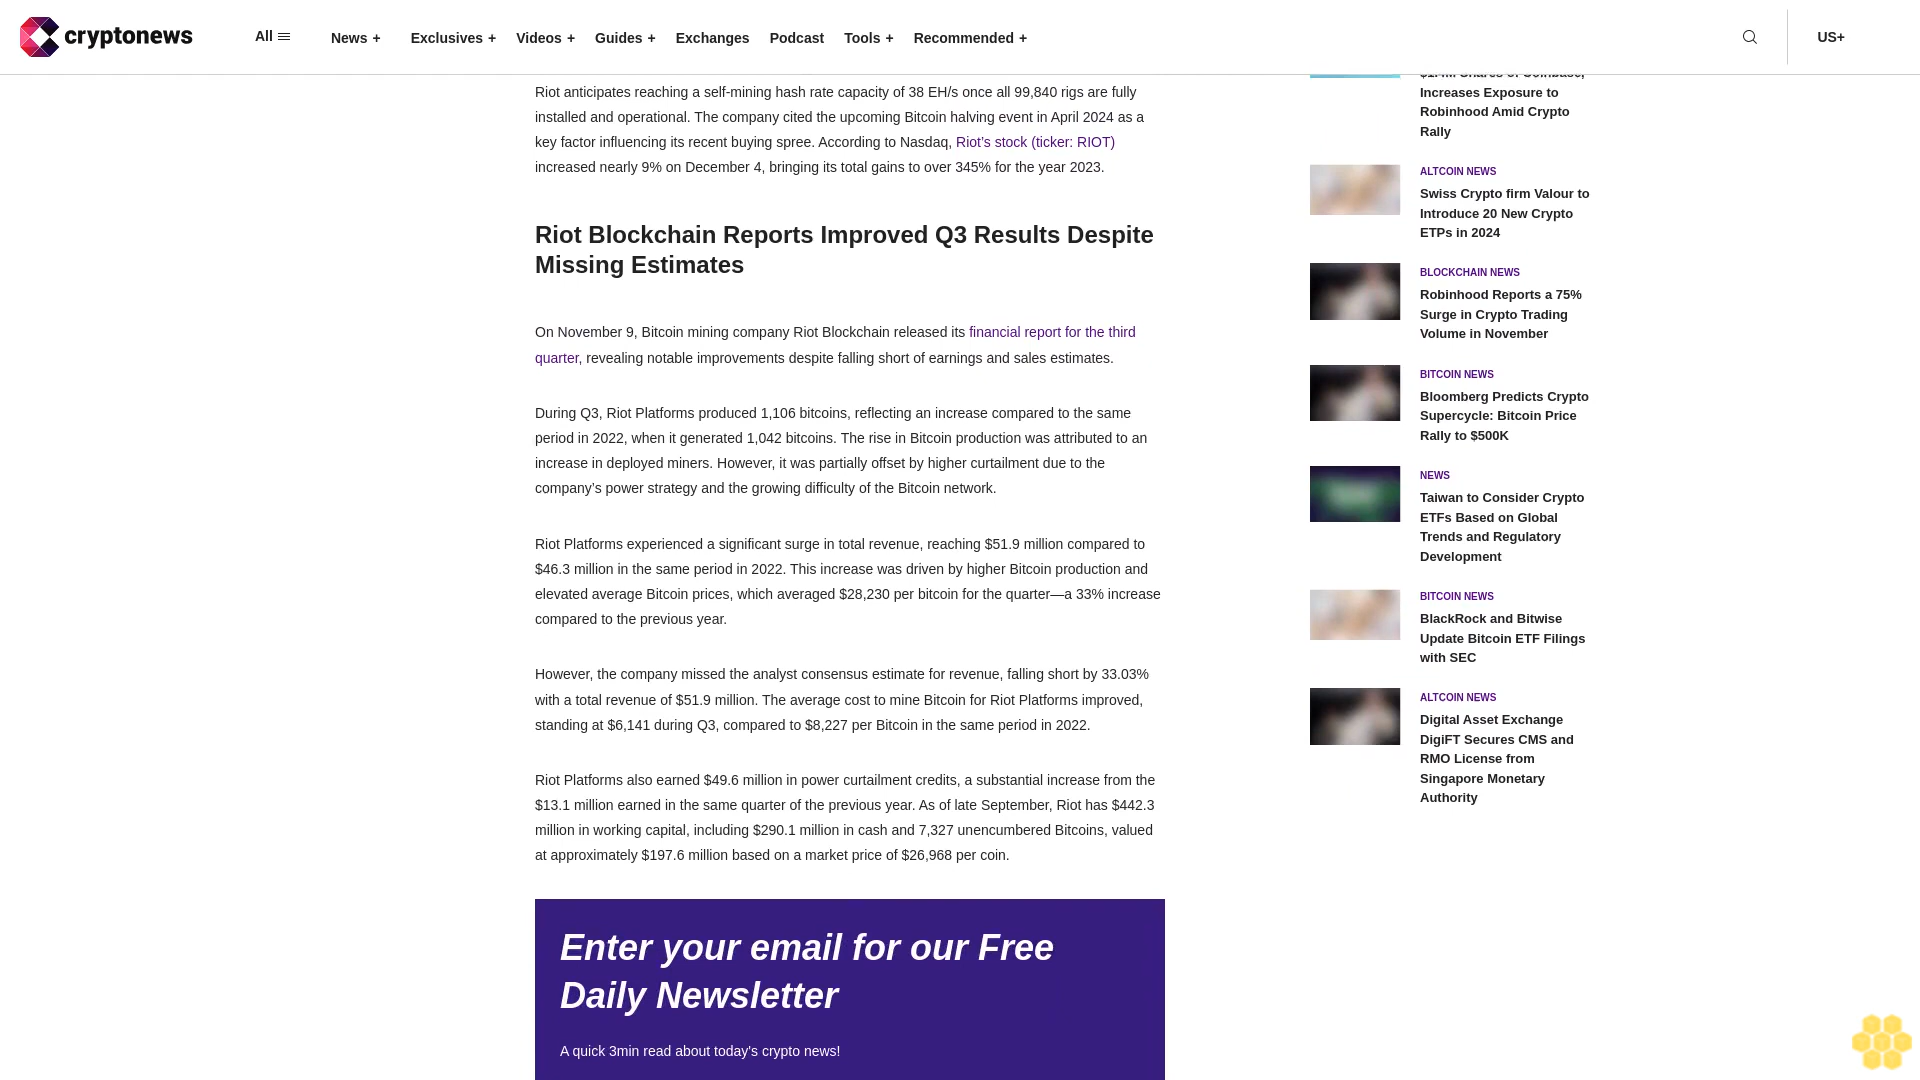 cryptonews
All
News +
Exclusives +
Videos +
Guides +
Exchanges
Podcast
Tools +
Recommended +
US+
Riot anticipates reaching a self-mining hash rate capacity of 38 EH/s once all 99,840 rigs are fully
installed and operational. The company cited the upcoming Bitcoin halving event in April 2024 as a
key factor influencing its recent buying spree. According to Nasdaq, Riot’s stock (ticker: RIOT)
increased nearly 9% on December 4, bringing its total gains to over 345% for the year 2023.
Riot Blockchain Reports Improved Q3 Results Despite
Missing Estimates
On November 9, Bitcoin mining company Riot Blockchain released its financial report for the third
quarter, revealing notable improvements despite falling short of earnings and sales estimates.
During Q3, Riot Platforms produced 1,106 bitcoins, reflecting an increase compared to the same
period in 2022, when it generated 1,042 bitcoins. The rise in Bitcoin production was attributed to an
increase in deployed miners. However, it was partially offset by higher curtailment due to the
company’s power strategy and the growing difficulty of the Bitcoin network.
Riot Platforms experienced a significant surge in total revenue, reaching $51.9 million compared to
$46.3 million in the same period in 2022. This increase was driven by higher Bitcoin production and
elevated average Bitcoin prices, which averaged $28,230 per bitcoin for the quarter—a 33% increase
compared to the previous year.
However, the company missed the analyst consensus estimate for revenue, falling short by 33.03%
with a total revenue of $51.9 million. The average cost to mine Bitcoin for Riot Platforms improved,
standing at $6,141 during Q3, compared to $8,227 per Bitcoin in the same period in 2022.
Riot Platforms also earned $49.6 million in power curtailment credits, a substantial increase from the
$13.1 million earned in the same quarter of the previous year. As of late September, Riot has $442.3
million in working capital, including $290.1 million in cash and 7,327 unencumbered Bitcoins, valued
at approximately $197.6 million based on a market price of $26,968 per coin.
Enter your email for our Free
Daily Newsletter
A quick 3min read about today's crypto news!
Shares of Coinbase,
Increases Exposure to
Robinhood Amid Crypto
Rally
ALTCOIN NEWS
Swiss Crypto firm Valour to
Introduce 20 New Crypto
ETPs in 2024
BLOCKCHAIN NEWS
Robinhood Reports a 75%
Surge in Crypto Trading
Volume in November
BITCOIN NEWS
Bloomberg Predicts Crypto
Supercycle: Bitcoin Price
Rally to $500K
NEWS
Taiwan to Consider Crypto
ETFs Based on Global
Trends and Regulatory
Development
BITCOIN NEWS
BlackRock and Bitwise
Update Bitcoin ETF Filings
with SEC
ALTCOIN NEWS
Digital Asset Exchange
DigiFT Secures CMS and
RMO License from
Singapore Monetary
Authority